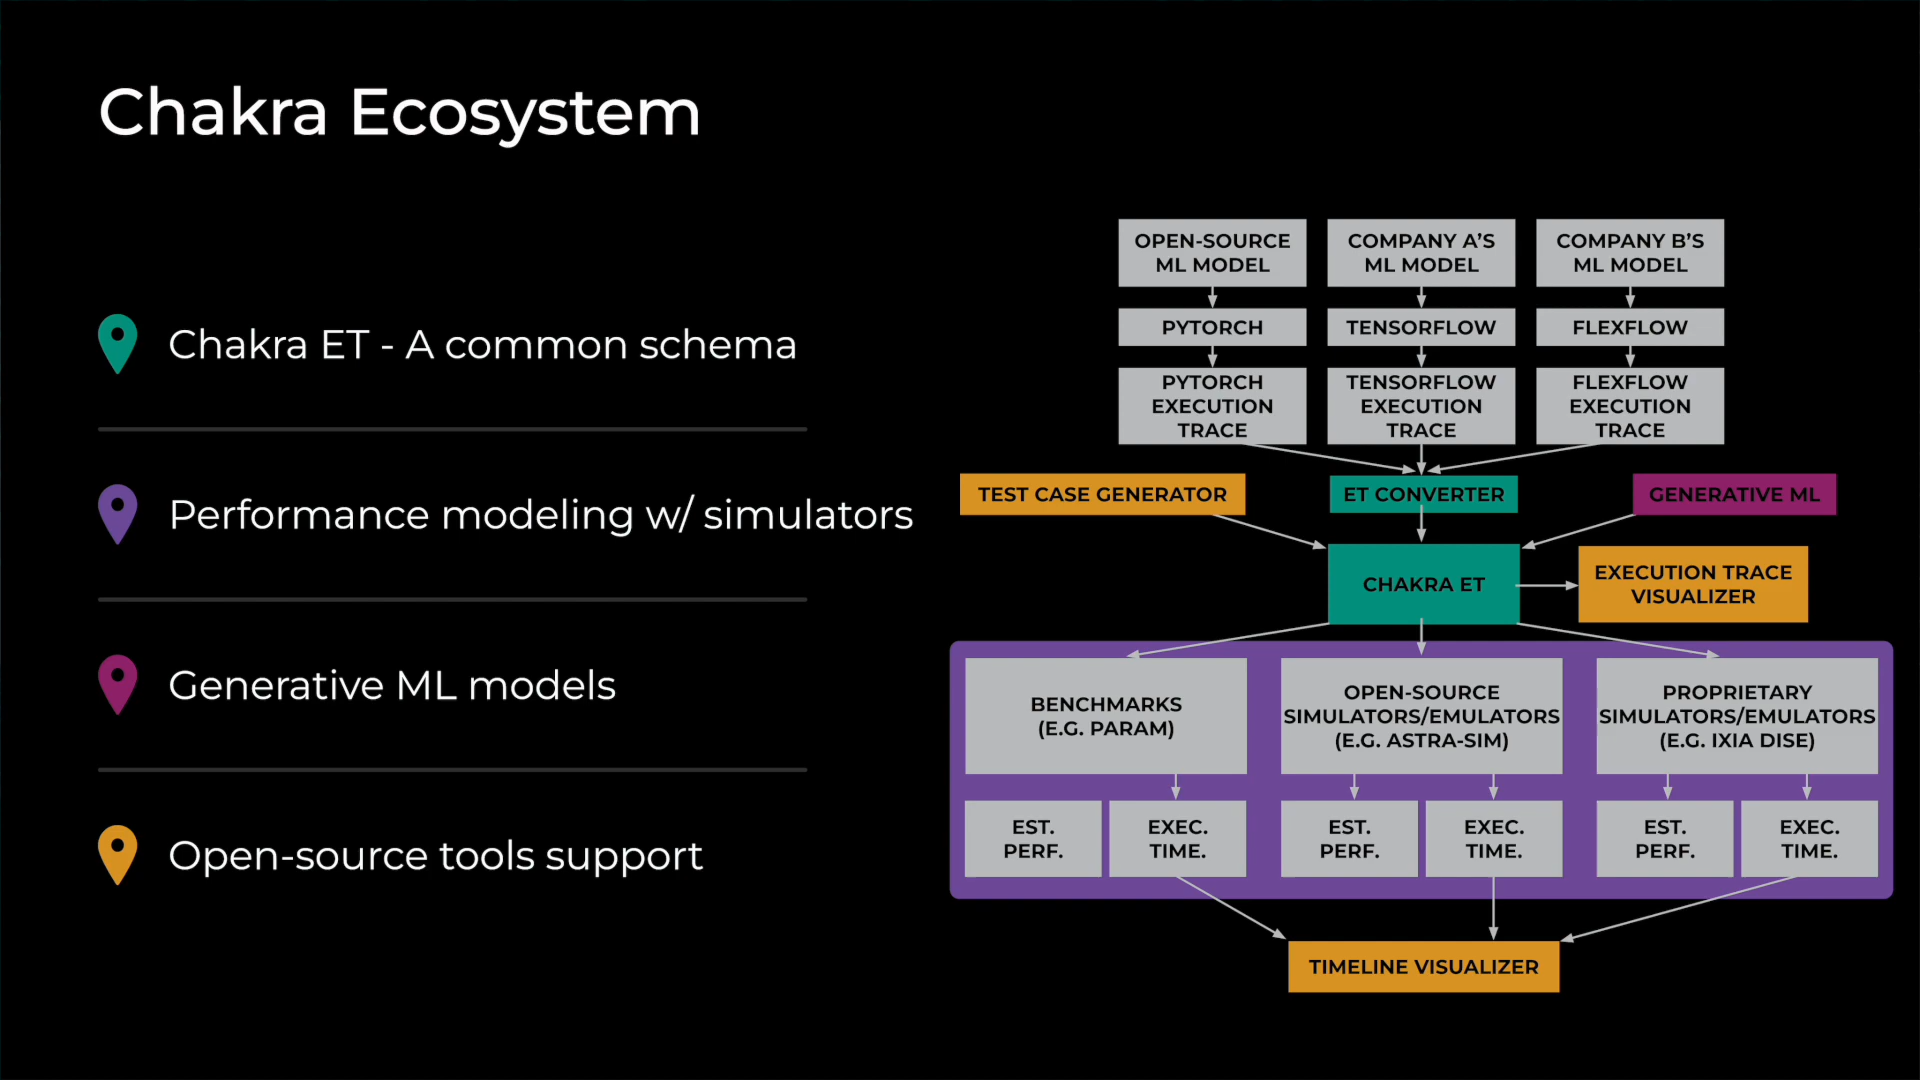 Chakra Ecosystem
Chakra ET - A common schema
Performance modeling w/ simulators
Generative ML models
Open-source tools support
OPEN-SOURCE
ML MODEL
COMPANY A’S
ML MODEL
COMPANY B’S
ML MODEL
PYTORCH
TENSORFLOW
FLEXFLOW
PYTORCH
EXECUTION
TRACE
TENSORFLOW
EXECUTION
TRACE
FLEXFLOW
EXECUTION
TRACE
TEST CASE GENERATOR
ET CONVERTER
GENERATIVE ML
CHAKRA ET
EXECUTION TRACE
VISUALIZER
BENCHMARKS
(E.G. PARAM)
OPEN-SOURCE
SIMULATORS/EMULATORS
(E.G. ASTRA-SIM)
PROPRIETARY
SIMULATORS/EMULATORS
(E.G. IXIA DISE)
EST.
PERF.
EXEC.
TIME.
EST.
PERF.
EXEC.
TIME.
EST.
PERF.
EXEC.
TIME.
TIMELINE VISUALIZER